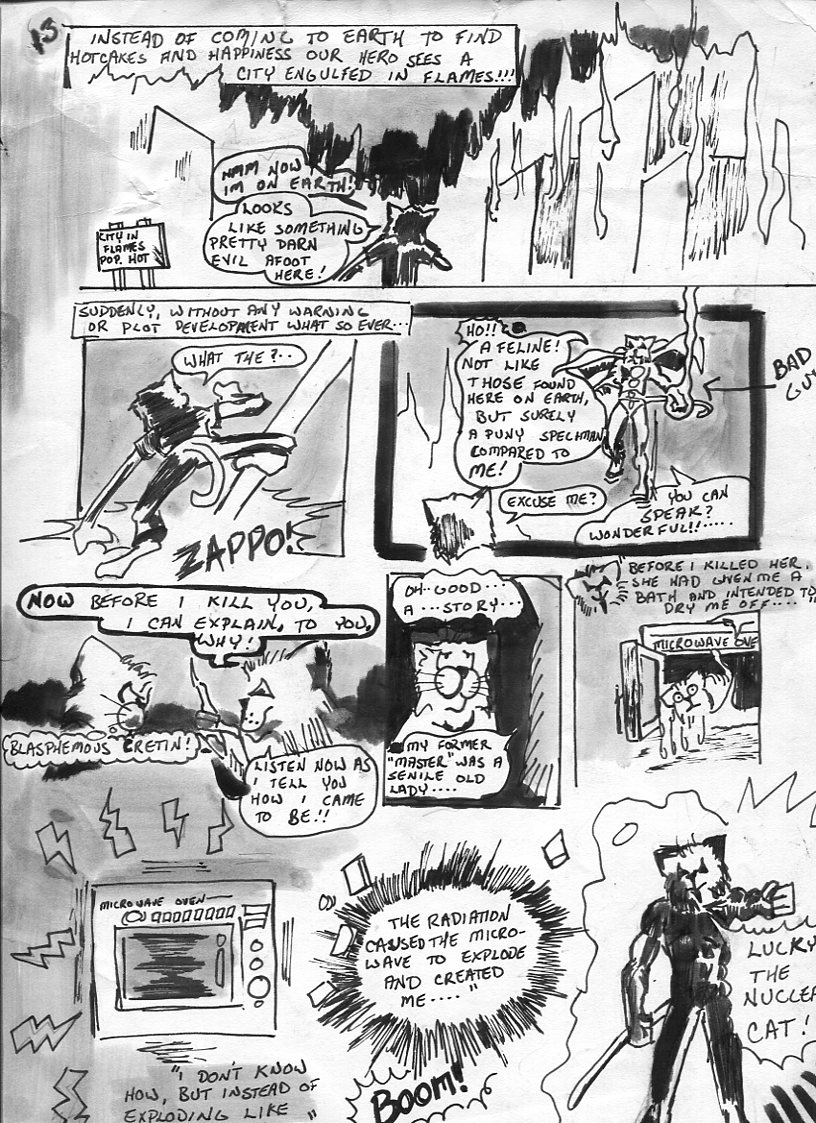 13
INSTEAD OF COMING TO EARTH TO FIND
HOTCAKES AND HAPPINESS OUR HERO SEES A
CITY ENGULFED IN FLAMES!!!
HMM NOW
IM ON EARTH!
LOOKS
LIKE SOMETHING
PRETTY DARN
EVIL AFOOT
HERE!
CITY IN
FLAMES
POP. HOT
SUDDENLY, WITHOUT ANY WARNING
OR PLOT DEVELOPMENT WHAT SO EVER...
WHAT THE?..
ZAPPO!
HO!!
A FELINE!
NOT LIKE
THOSE FOUND
HERE ON EARTH,
BUT SURELY
A PUNY SPECIMAN
COMPARED TO
ME!
BAD
GUY
EXCUSE ME?
YOU CAN
SPEAK?
WONDERFUL!!.....
NOW BEFORE I KILL YOU,
I CAN EXPLAIN, TO YOU,
WHY!
BLASPHEMOUS CRETIN!
LISTEN NOW AS
I TELL YOU
HOW I CAME
TO BE.!!
OH..GOOD...
A...STORY...
MY FORMER
"MASTER" WAS A
SENILE OLD
LADY....
"BEFORE I KILLED HER,
SHE HAD GIVEN ME A
BATH AND INTENDED TO
DRY ME OFF...."
MICROWAVE OVE
MICROWAVE OVEN
"I DON'T KNOW
HOW, BUT INSTEAD OF
EXPLODING LIKE "
THE RADIATION
CAUSED THE MICRO-
WAVE TO EXPLODE
AND CREATED
ME...."
BOOM!
LUCKY
THE
NUCLEA
CAT!